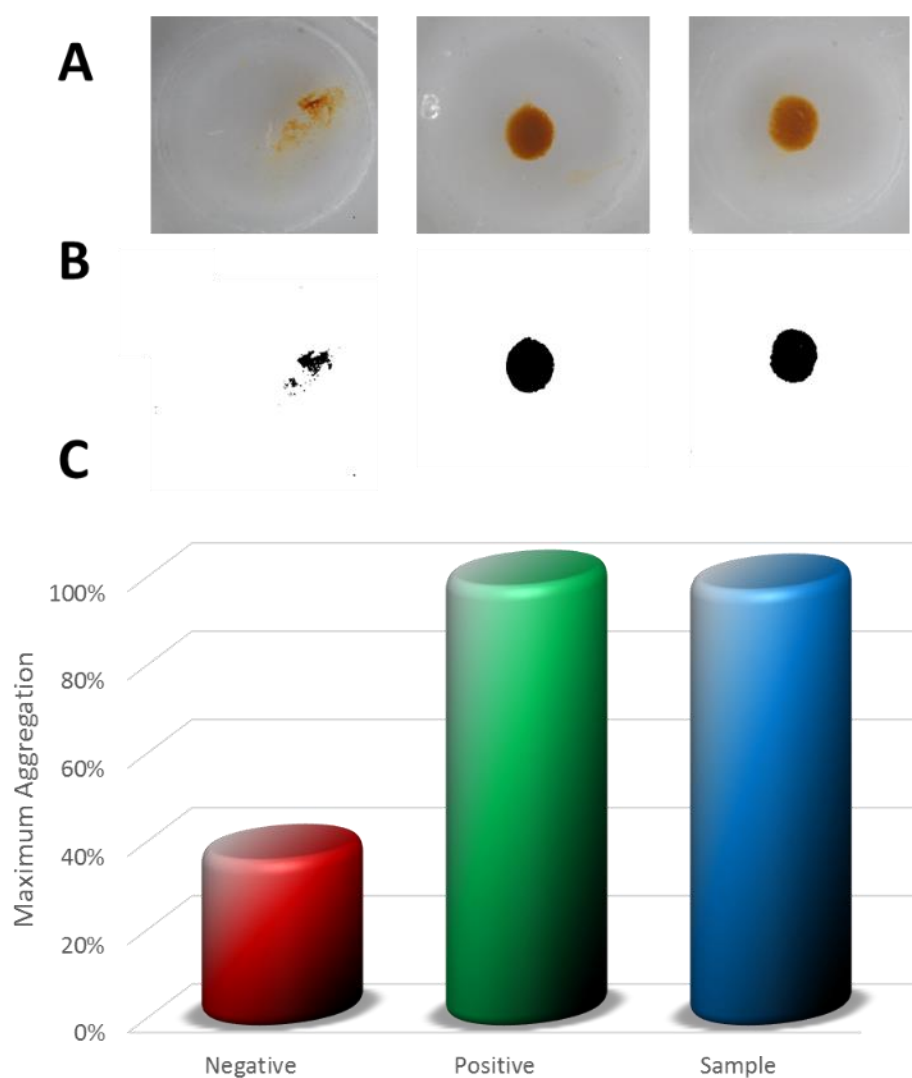 A
B
C
Maximum Aggregation
100%
80%
60%
40%
20%
0%
Negative Positive Sample